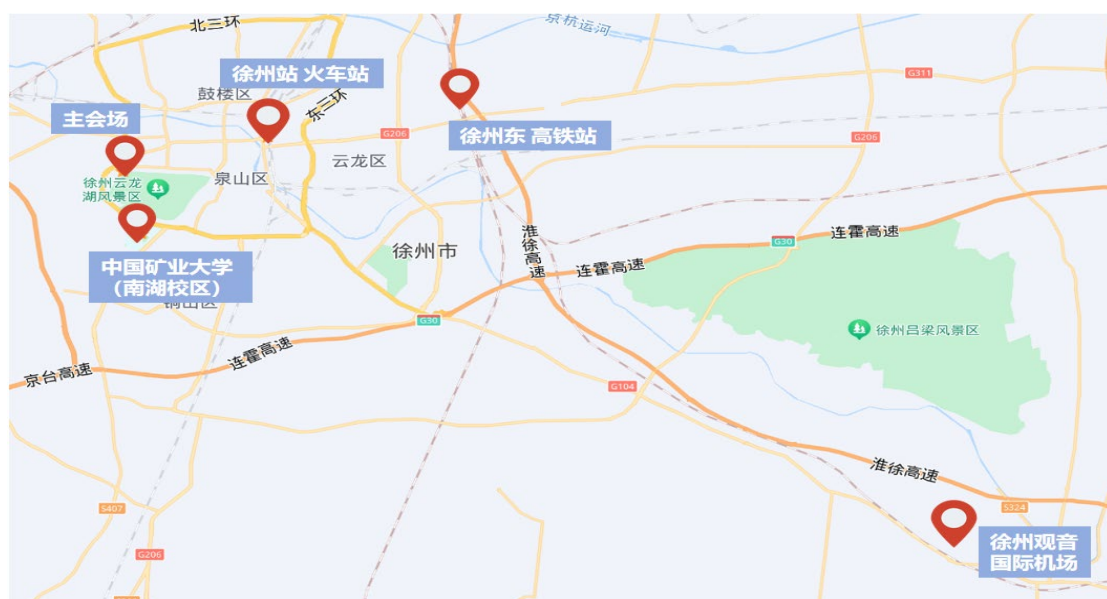 北三环
京杭运河
徐州站 火车站
G311
鼓楼区
东三环
主会场
G206
徐州东 高铁站
G206
云龙区
徐州云龙
湖风景区
泉山区
淮徐高速
连霍高速
G30
徐州市
中国矿业大学
（南湖校区）
连霍高速
铜山区
G30
徐州吕梁风景区
连霍高速
京台高速
G104
淮徐高速
S407
S324
徐州观音
国际机场
G206